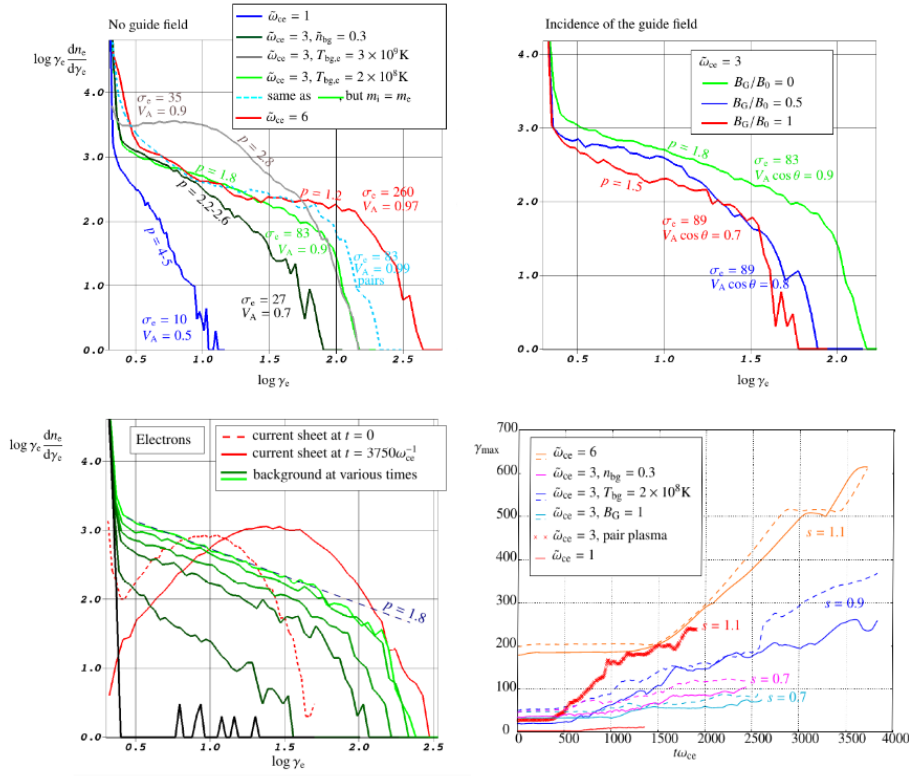 No guide field
log γe dne/dγe
ω̃ce = 1
ω̃ce = 3, ñbg = 0.3
ω̃ce = 3, Tbg,e = 3 × 10⁹K
ω̃ce = 3, Tbg,e = 2 × 10⁸K
same as but mi = me
ω̃ce = 6
4.0
3.0
2.0
1.0
0.0
σe = 35
VA = 0.9
p = 2.8
p = 1.8
p = 1.2
p = 2.2-2.6
p = 4-5
σe = 260
VA = 0.97
σe = 83
VA = 0.9
σe = 83
VA = 0.99
pairs
σe = 27
VA = 0.7
σe = 10
VA = 0.5
0.5
1.0
1.5
2.0
2.5
log γe
Incidence of the guide field
ω̃ce = 3
BG/B0 = 0
BG/B0 = 0.5
BG/B0 = 1
4.0
3.0
2.0
1.0
0.0
p = 1.8
p = 1.5
σe = 83
VA cos θ = 0.9
σe = 89
VA cos θ = 0.7
σe = 89
VA cos θ = 0.8
0.5
1.0
1.5
2.0
log γe
log γe dne/dγe
Electrons
current sheet at t = 0
current sheet at t = 3750ωce⁻¹
background at various times
4.0
3.0
2.0
1.0
0.0
p = 1.8
0.5
1.0
1.5
2.0
2.5
log γe
γmax
700
600
500
400
300
200
100
0
ω̃ce = 6
ω̃ce = 3, nbg = 0.3
ω̃ce = 3, Tbg = 2 × 10⁸K
ω̃ce = 3, BG = 1
ω̃ce = 3, pair plasma
ω̃ce = 1
s = 1.1
s = 0.9
s = 1.1
s = 0.7
s = 0.7
0 500 1000 1500 2000 2500 3000 3500 4000
tωce